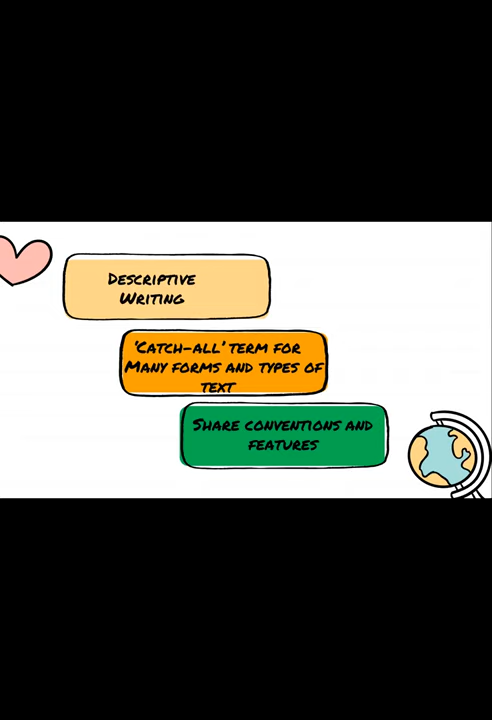 DESCRIPTIVE
WRITING
'CATCH-ALL' TERM FOR
MANY FORMS AND TYPES OF
TEXT
SHARE CONVENTIONS AND
FEATURES